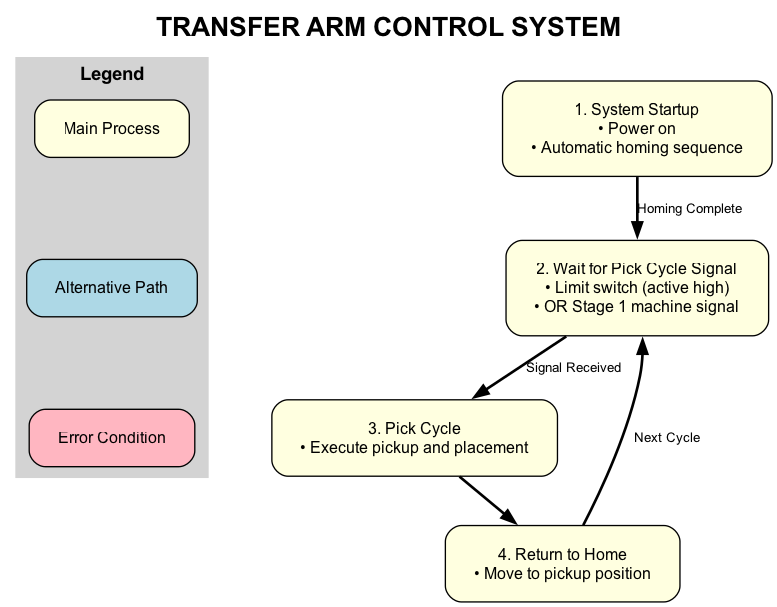 TRANSFER ARM CONTROL SYSTEM
Legend
Main Process
Alternative Path
Error Condition
1. System Startup
• Power on
• Automatic homing sequence
Homing Complete
2. Wait for Pick Cycle Signal
• Limit switch (active high)
• OR Stage 1 machine signal
Signal Received
3. Pick Cycle
• Execute pickup and placement
Next Cycle
4. Return to Home
• Move to pickup position